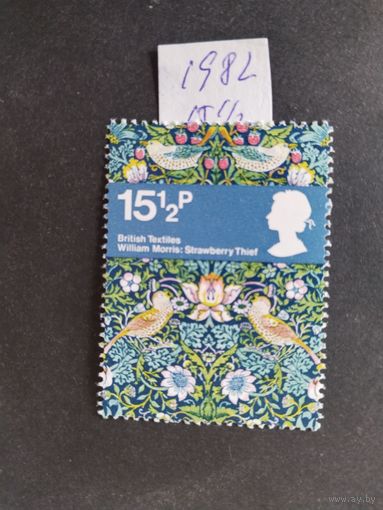 1982
15½P
British Textiles
William Morris: Strawberry Thief
www.ay.by